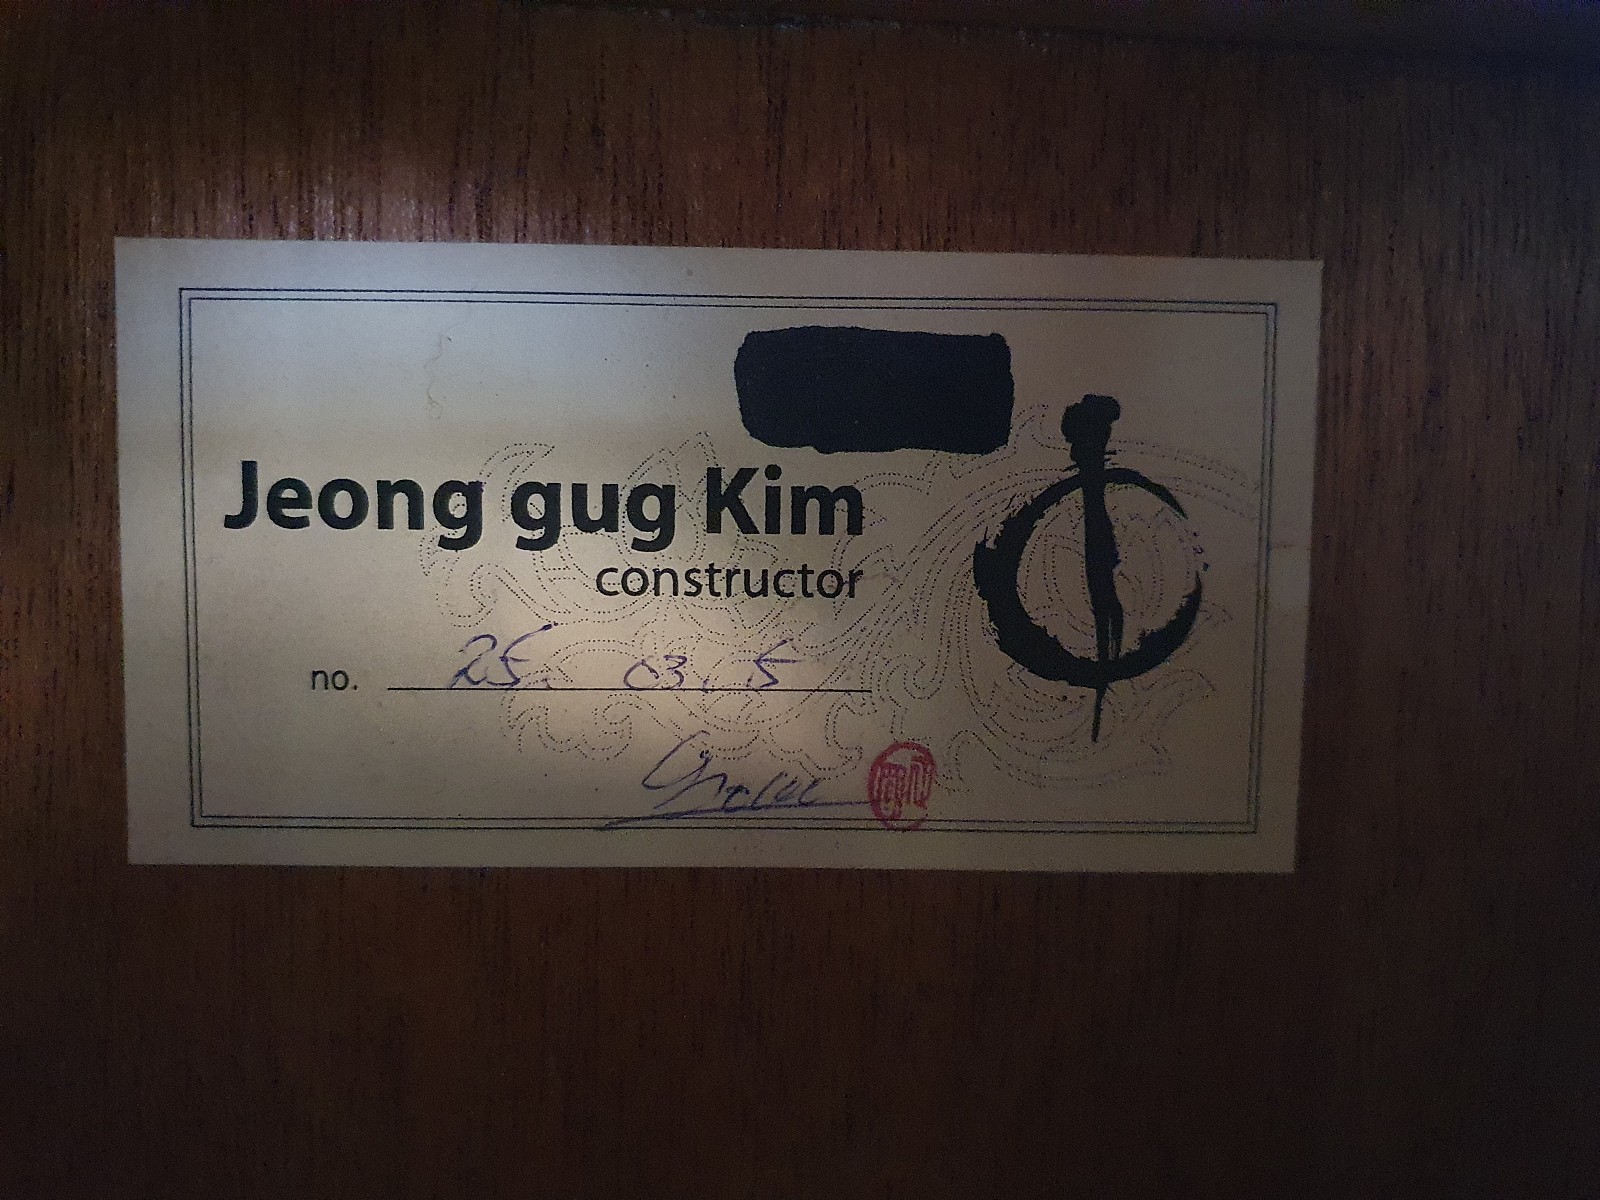 Jeong gug Kim
constructor
no. 25. 03. 5